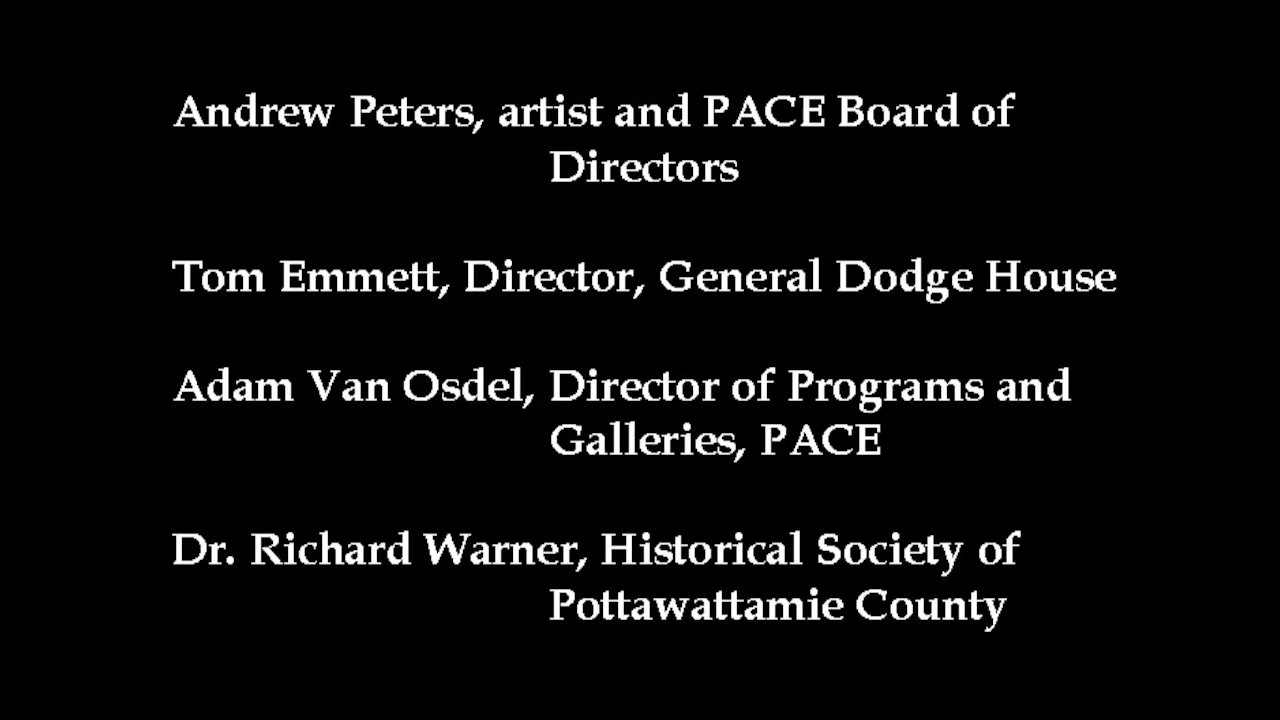 Andrew Peters, artist and PACE Board of
Directors
Tom Emmett, Director, General Dodge House
Adam Van Osdel, Director of Programs and
Galleries, PACE
Dr. Richard Warner, Historical Society of
Pottawattamie County